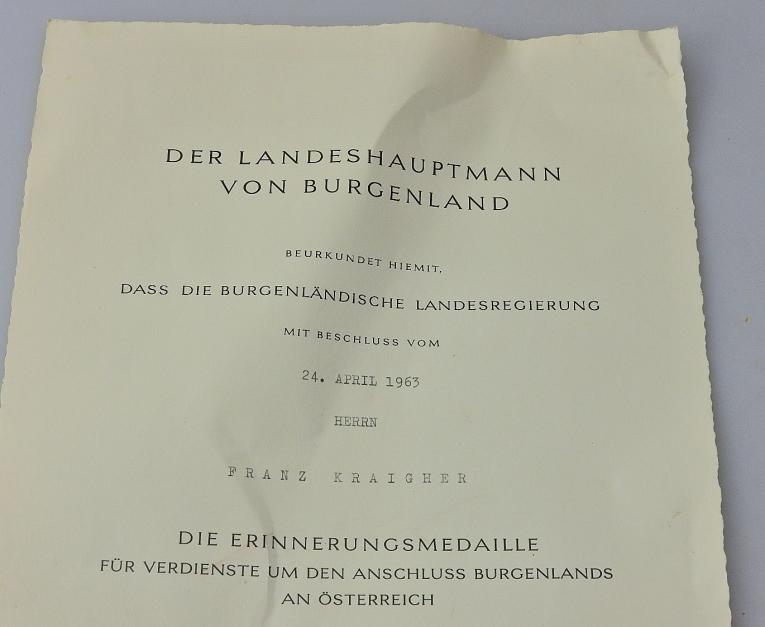 DER LANDESHAUPTMANN
VON BURGENLAND
BEURKUNDET HIEMIT,
DASS DIE BURGENLÄNDISCHE LANDESREGIERUNG
MIT BESCHLUSS VOM
24. APRIL 1963
HERRN
FRANZ KRAIGHER
DIE ERINNERUNGSMEDAILLE
FÜR VERDIENSTE UM DEN ANSCHLUSS BURGENLANDS
AN ÖSTERREICH